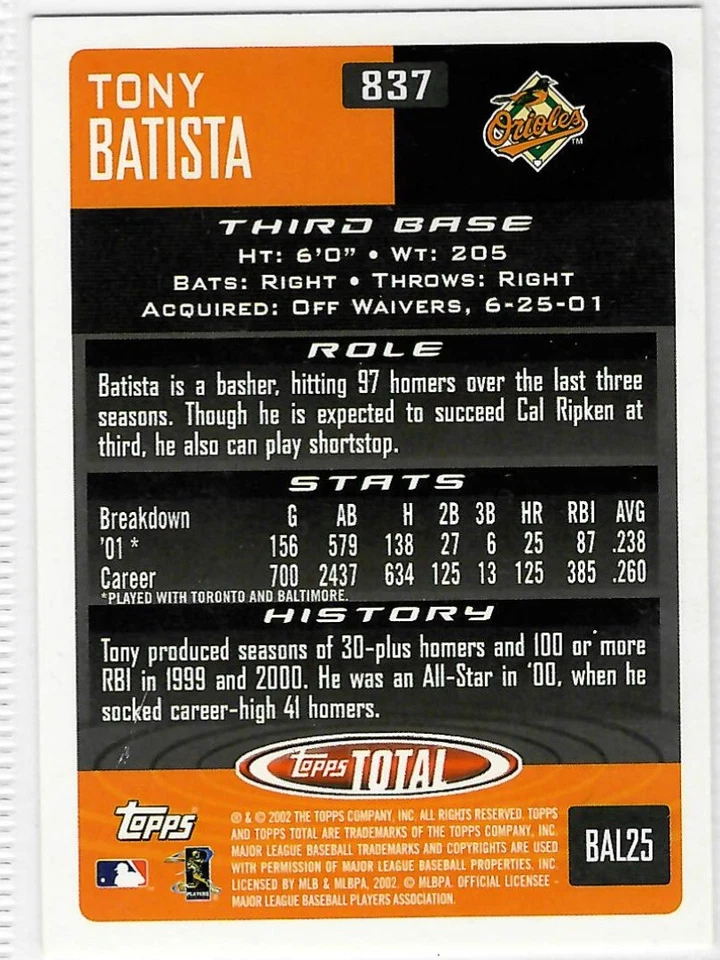 TONY
BATISTA
837
Orioles TM
THIRD BASE
HT: 6'0" • WT: 205
BATS: RIGHT • THROWS: RIGHT
ACQUIRED: OFF WAIVERS, 6-25-01
ROLE
Batista is a basher, hitting 97 homers over the last three
seasons. Though he is expected to succeed Cal Ripken at
third, he also can play shortstop.
STATS
Breakdown G AB H 2B 3B HR RBI AVG
'01 * 156 579 138 27 6 25 87 .238
Career 700 2437 634 125 13 125 385 .260
*PLAYED WITH TORONTO AND BALTIMORE.
HISTORY
Tony produced seasons of 30-plus homers and 100 or more
RBI in 1999 and 2000. He was an All-Star in '00, when he
socked career-high 41 homers.
Topps TOTAL
Topps
® & © 2002 THE TOPPS COMPANY, INC. ALL RIGHTS RESERVED. TOPPS
AND TOPPS TOTAL ARE TRADEMARKS OF THE TOPPS COMPANY, INC.
MAJOR LEAGUE BASEBALL TRADEMARKS AND COPYRIGHTS ARE USED
WITH PERMISSION OF MAJOR LEAGUE BASEBALL PROPERTIES, INC.
LICENSED BY MLB & MLBPA, 2002. © MLBPA. OFFICIAL LICENSEE -
MAJOR LEAGUE BASEBALL PLAYERS ASSOCIATION.
PLAYERS
BAL25